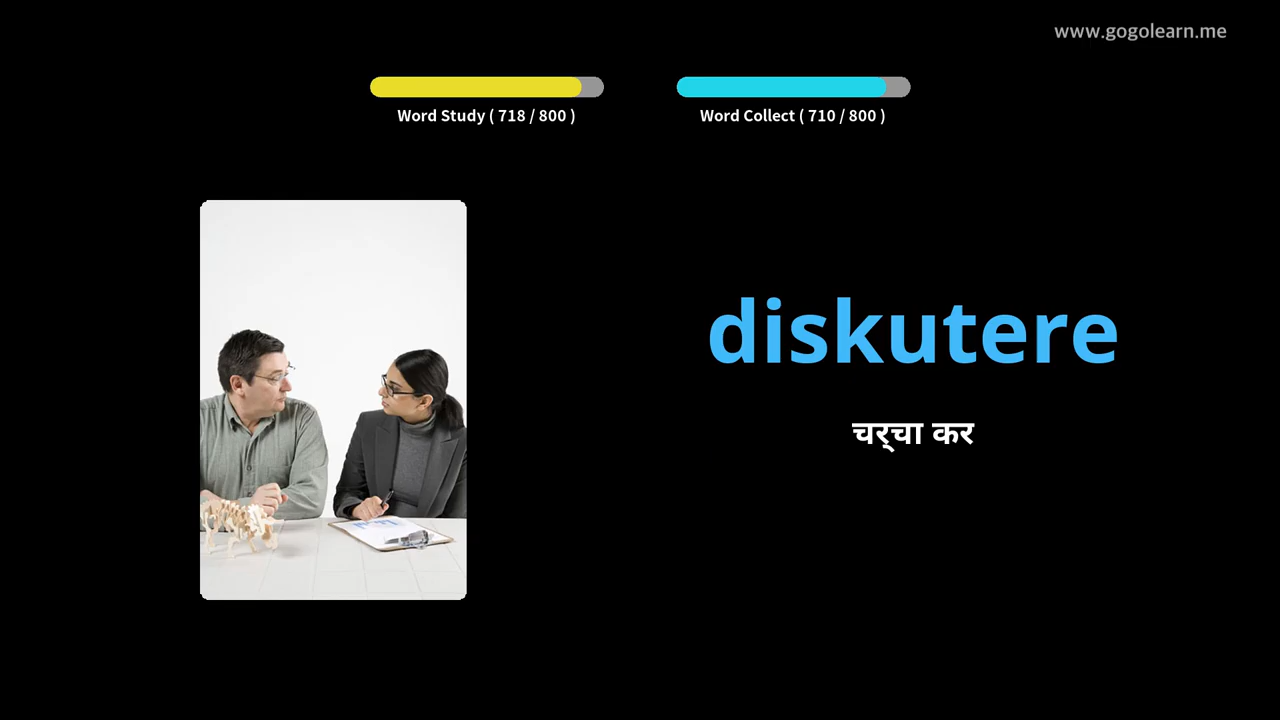 www.gogolearn.me
Word Study ( 718 / 800 )
Word Collect ( 710 / 800 )
diskutere
चर्चा कर